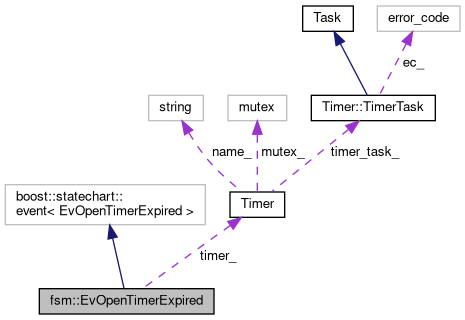 Task
error_code
ec_
string
mutex
Timer::TimerTask
name_
mutex_
timer_task_
boost::statechart::
event< EvOpenTimerExpired >
Timer
timer_
fsm::EvOpenTimerExpired